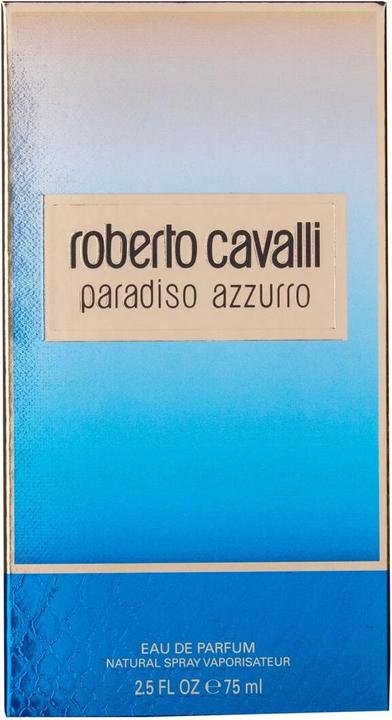 roberto cavalli
paradiso azzurro
EAU DE PARFUM
NATURAL SPRAY VAPORISATEUR
2.5 FL OZ ℮ 75 ml